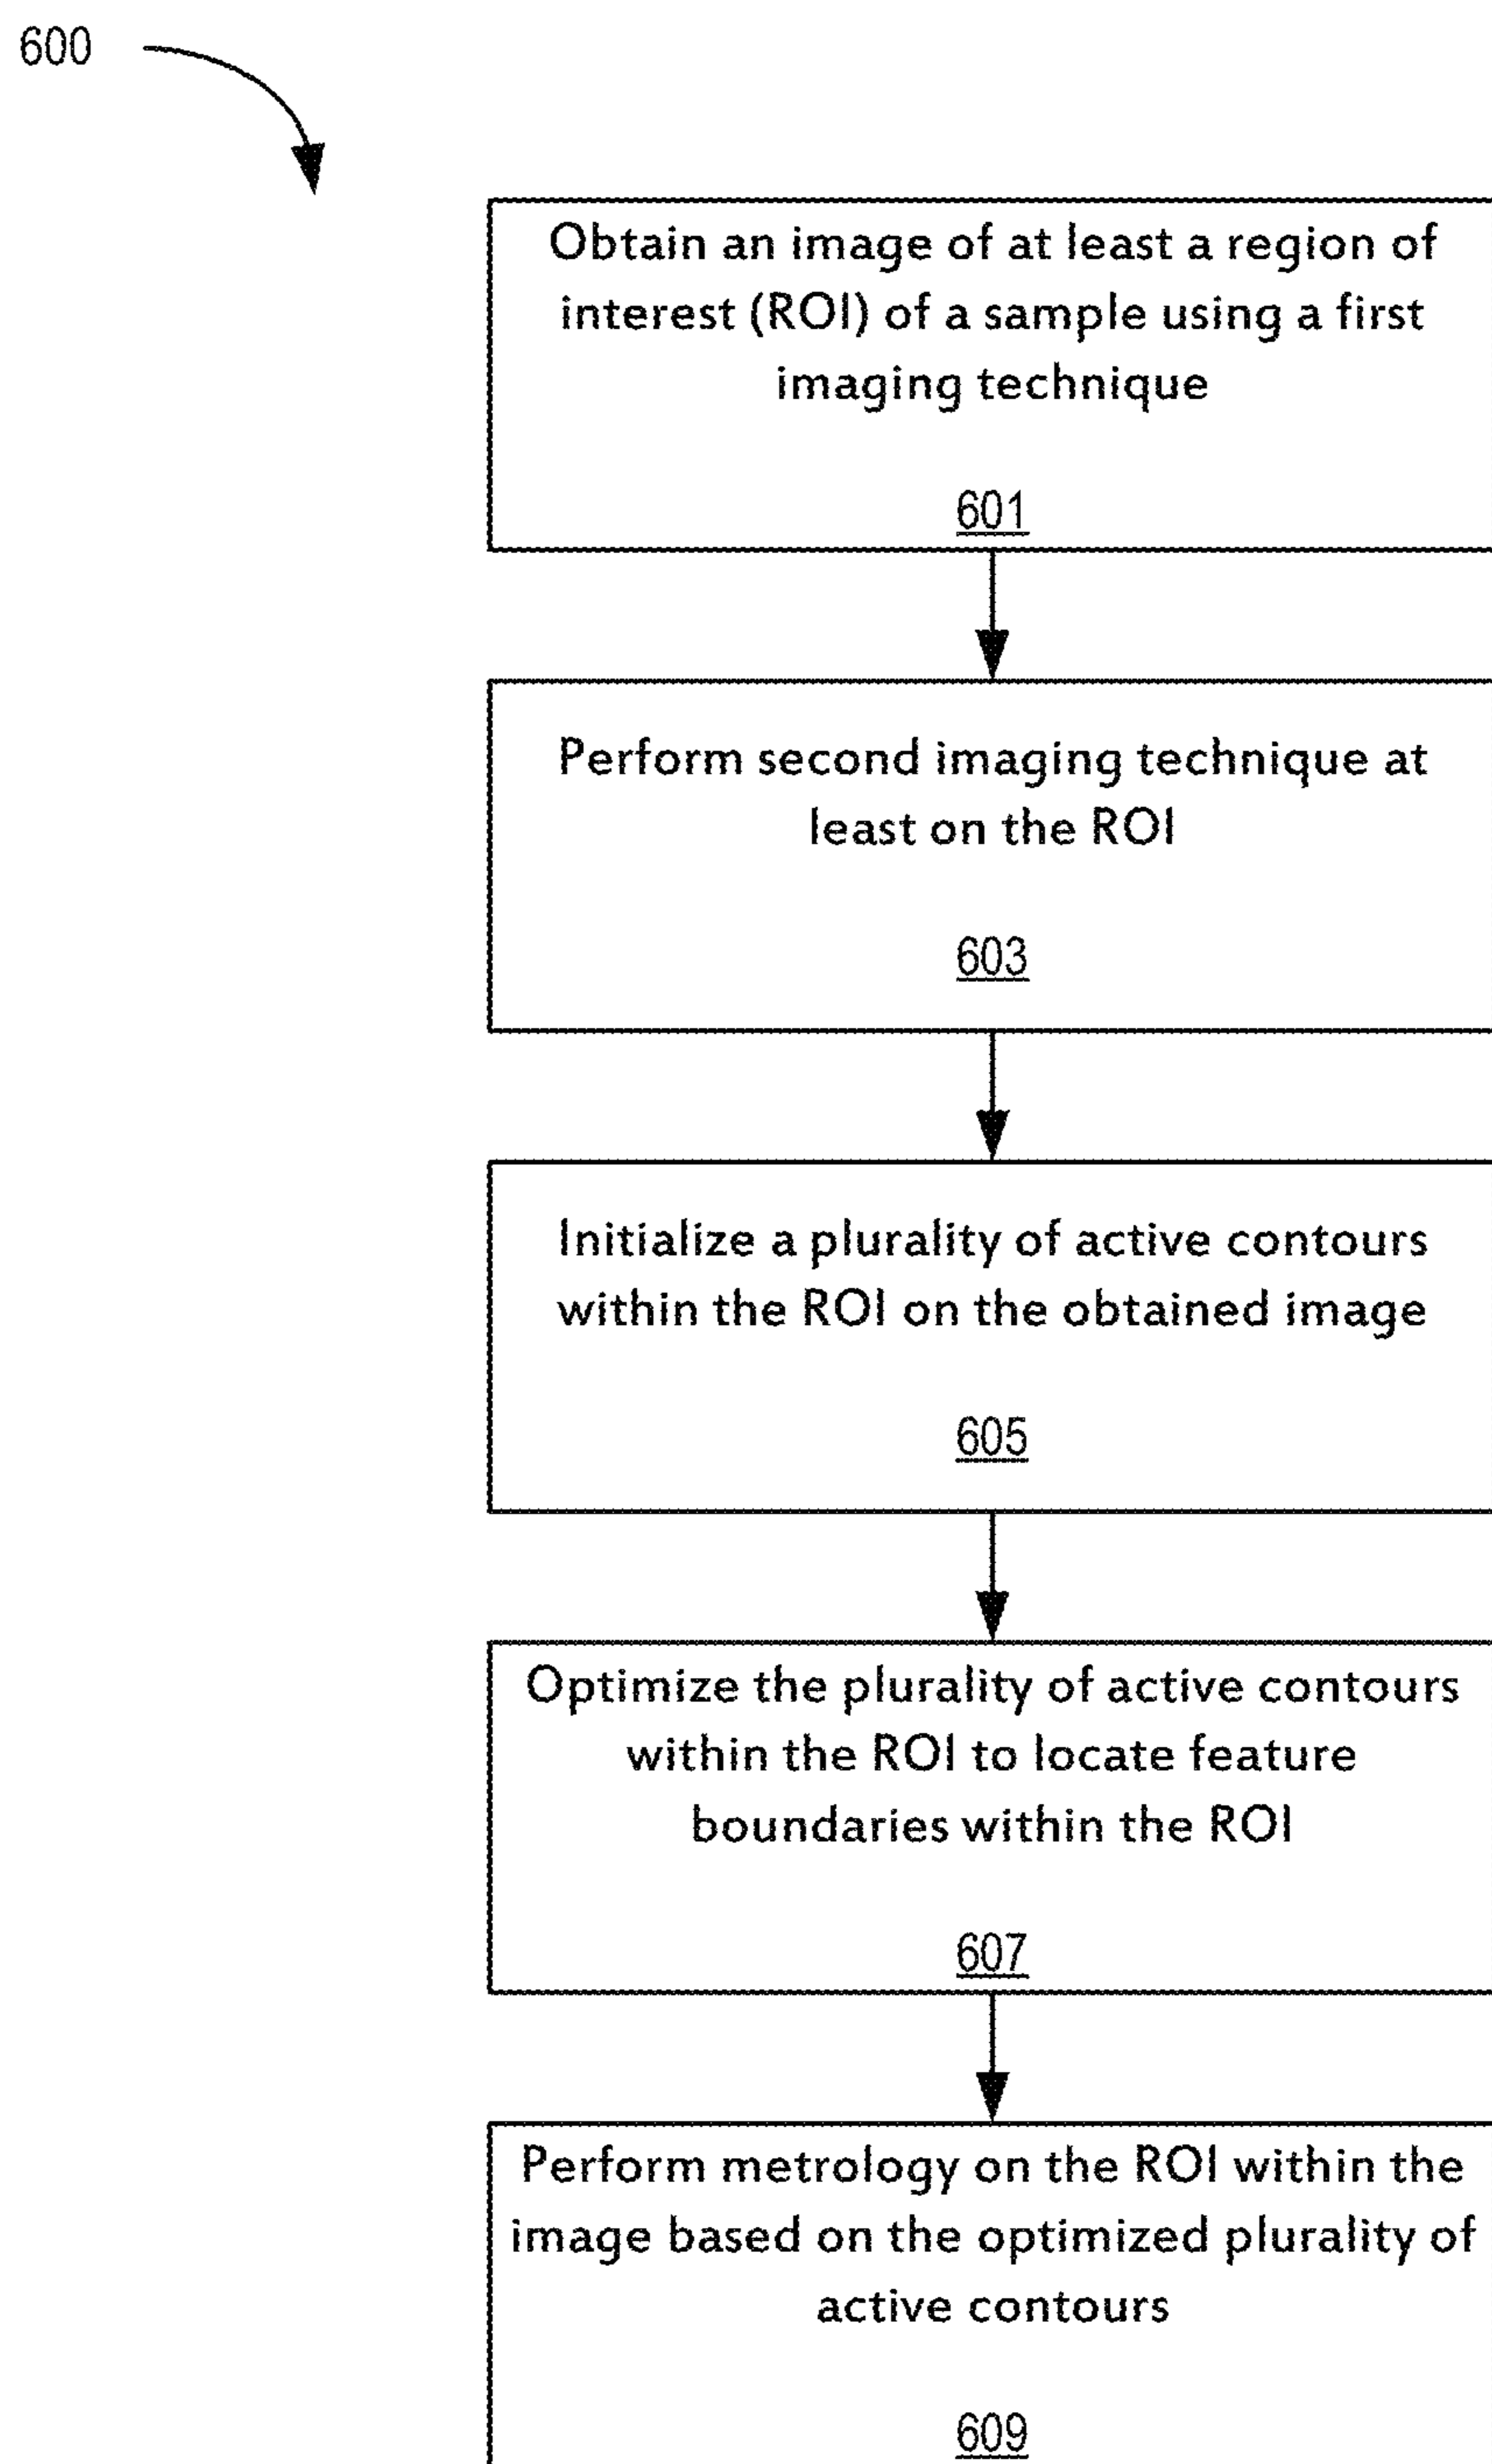 600
Obtain an image of at least a region of
interest (ROI) of a sample using a first
imaging technique
601
Perform second imaging technique at
least on the ROI
603
Initialize a plurality of active contours
within the ROI on the obtained image
605
Optimize the plurality of active contours
within the ROI to locate feature
boundaries within the ROI
607
Perform metrology on the ROI within the
image based on the optimized plurality of
active contours
609